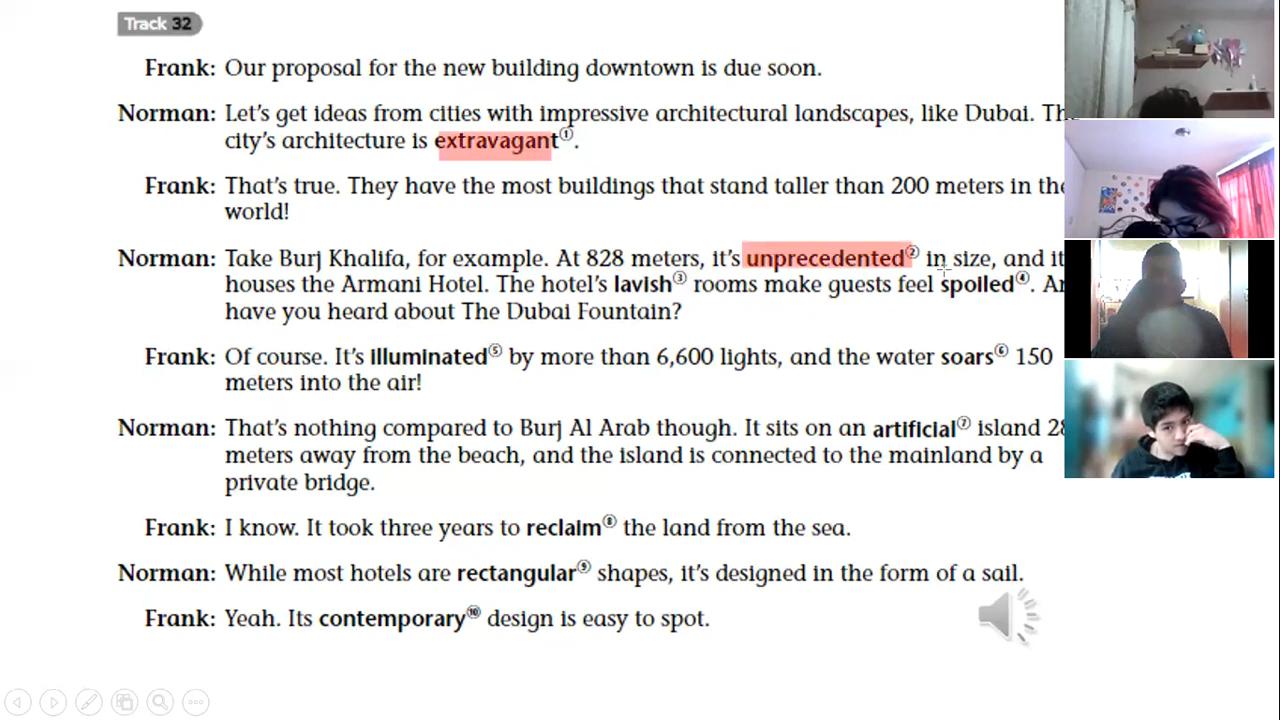 Track 32
Frank: Our proposal for the new building downtown is due soon.
Norman: Let's get ideas from cities with impressive architectural landscapes, like Dubai. The
city's architecture is extravagant①.
Frank: That's true. They have the most buildings that stand taller than 200 meters in the
world!
Norman: Take Burj Khalifa, for example. At 828 meters, it's unprecedented② in size, and it
houses the Armani Hotel. The hotel's lavish③ rooms make guests feel spoiled④.
have you heard about The Dubai Fountain?
Frank: Of course. It's illuminated⑤ by more than 6,600 lights, and the water soars⑥ 150
meters into the air!
Norman: That's nothing compared to Burj Al Arab though. It sits on an artificial⑦ island
meters away from the beach, and the island is connected to the mainland by a
private bridge.
Frank: I know. It took three years to reclaim⑧ the land from the sea.
Norman: While most hotels are rectangular⑨ shapes, it's designed in the form of a sail.
Frank: Yeah. Its contemporary⑩ design is easy to spot.